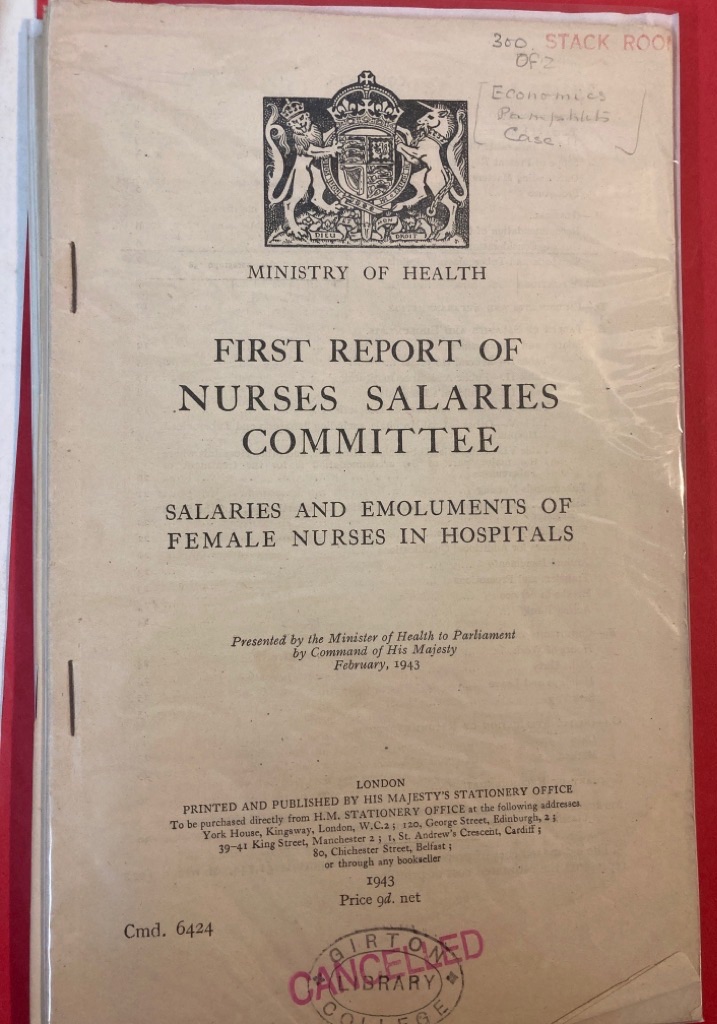 300 STACK ROO
OFZ
[Economics
Pamphlets
Case.]
DIEU ET MON DROIT
MINISTRY OF HEALTH
FIRST REPORT OF
NURSES SALARIES
COMMITTEE
SALARIES AND EMOLUMENTS OF
FEMALE NURSES IN HOSPITALS
Presented by the Minister of Health to Parliament
by Command of His Majesty
February, 1943
LONDON
PRINTED AND PUBLISHED BY HIS MAJESTY'S STATIONERY OFFICE
To be purchased directly from H.M. STATIONERY OFFICE at the following addresses
York House, Kingsway, London, W.C.2; 120, George Street, Edinburgh, 2;
39-41 King Street, Manchester 2; 1, St. Andrew's Crescent, Cardiff;
80, Chichester Street, Belfast;
or through any bookseller
1943
Price 9d. net
Cmd. 6424
GIRTON
CANCELLED
LIBRARY
COLLEGE